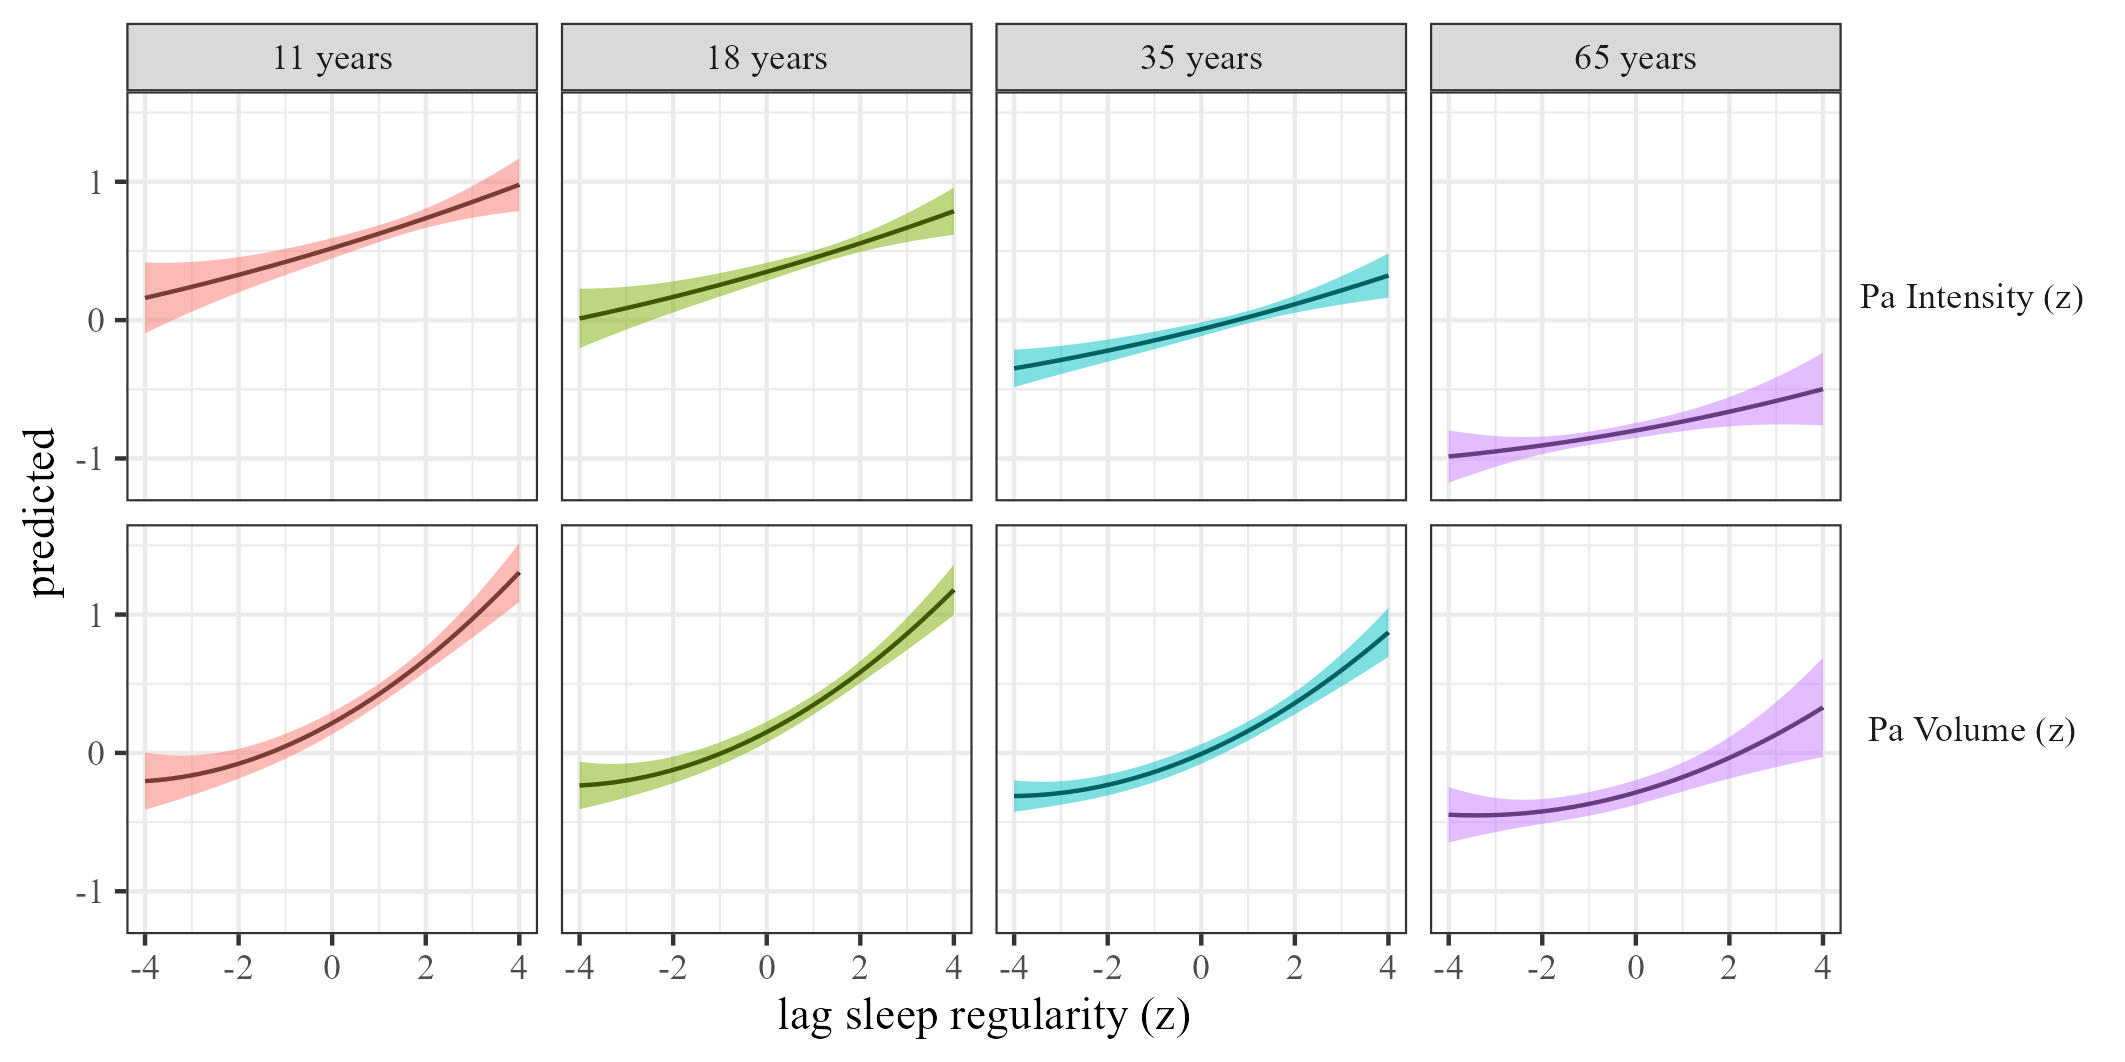 11 years
18 years
35 years
65 years
1
0
-1
Pa Intensity (z)
predicted
1
0
-1
Pa Volume (z)
-4 -2 0 2 4
-4 -2 0 2 4
-4 -2 0 2 4
-4 -2 0 2 4
lag sleep regularity (z)